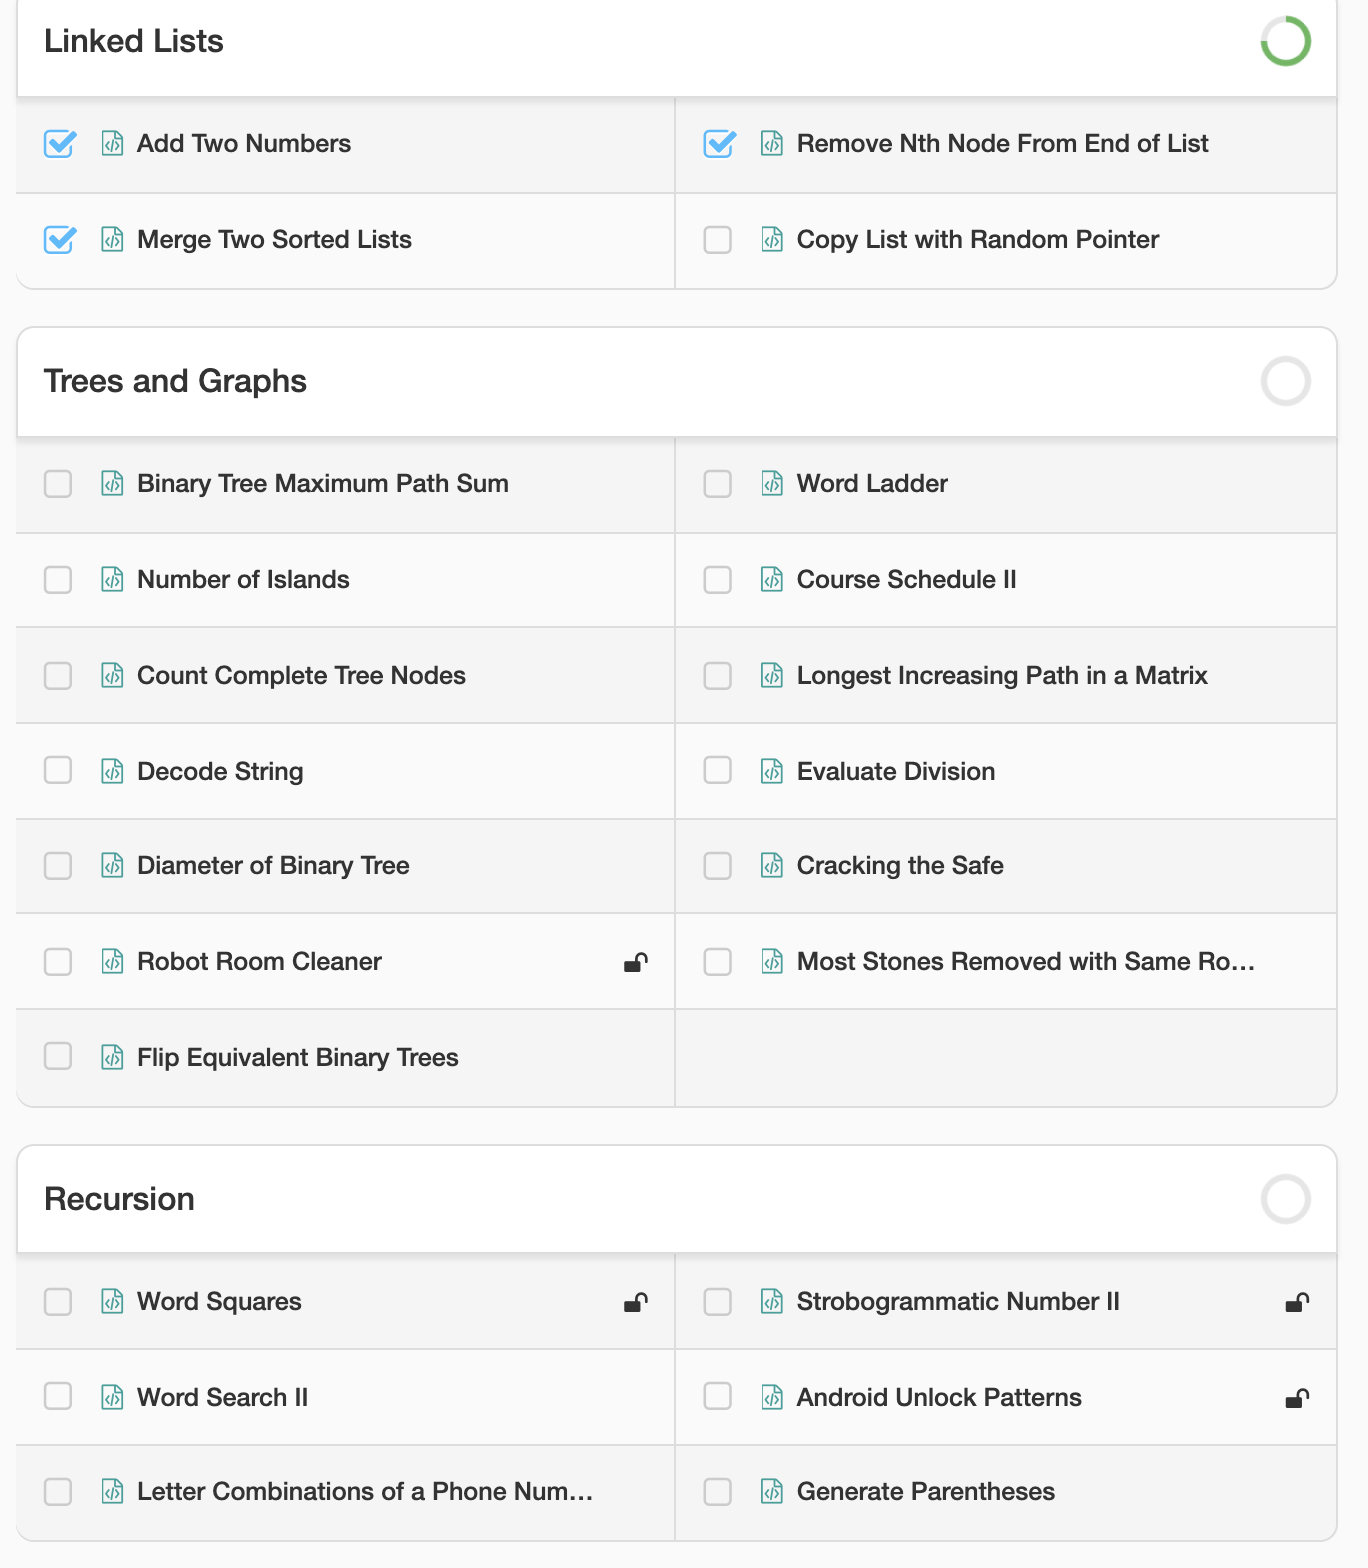 Linked Lists
Add Two Numbers
Remove Nth Node From End of List
Merge Two Sorted Lists
Copy List with Random Pointer
Trees and Graphs
Binary Tree Maximum Path Sum
Word Ladder
Number of Islands
Course Schedule II
Count Complete Tree Nodes
Longest Increasing Path in a Matrix
Decode String
Evaluate Division
Diameter of Binary Tree
Cracking the Safe
Robot Room Cleaner
Most Stones Removed with Same Ro...
Flip Equivalent Binary Trees
Recursion
Word Squares
Strobogrammatic Number II
Word Search II
Android Unlock Patterns
Letter Combinations of a Phone Num...
Generate Parentheses